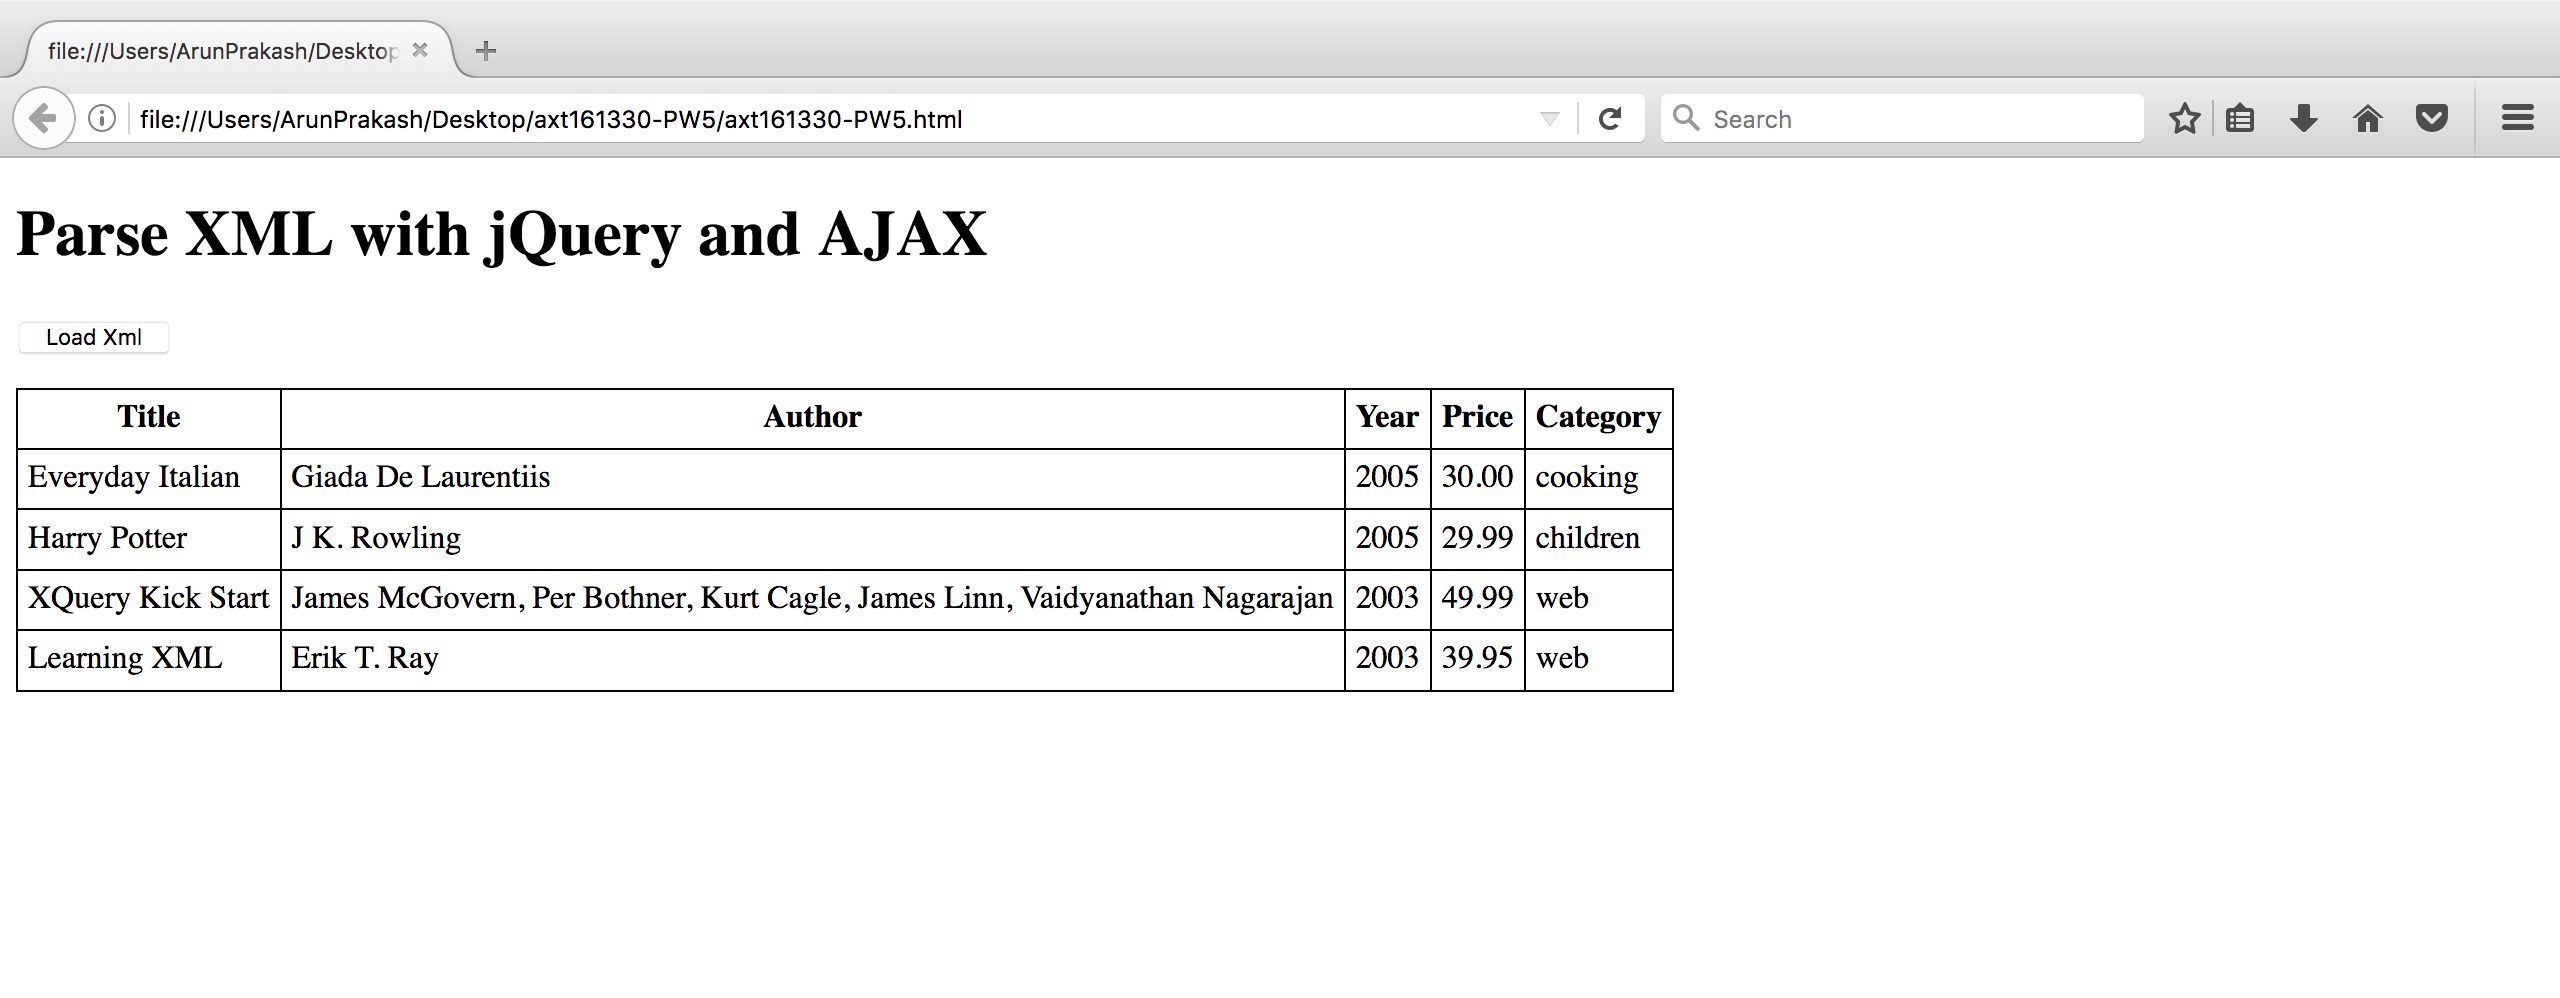 file:///Users/ArunPrakash/Desktop
file:///Users/ArunPrakash/Desktop/axt161330-PW5/axt161330-PW5.html
Search
Parse XML with jQuery and AJAX
Load Xml
Title Author Year Price Category
Everyday Italian Giada De Laurentiis 2005 30.00 cooking
Harry Potter J K. Rowling 2005 29.99 children
XQuery Kick Start James McGovern, Per Bothner, Kurt Cagle, James Linn, Vaidyanathan Nagarajan 2003 49.99 web
Learning XML Erik T. Ray 2003 39.95 web